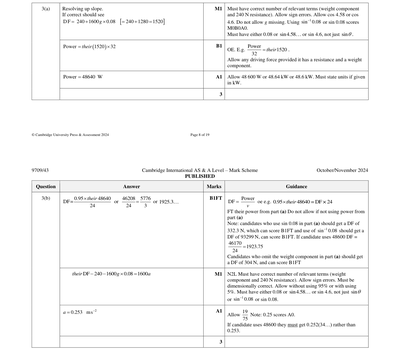 3(a)
Resolving up slope.
If correct should see
DF = 240+1600g×0.08 [= 240+1280=1520]
M1
Must have correct number of relevant terms (weight component
and 240 N resistance). Allow sign errors. Allow cos 4.58 or cos
4.6. Do not allow g missing. Using sin⁻¹ 0.08 or sin 0.08 scores
M0B0A0.
Must have either 0.08 or sin 4.58… or sin 4.6, not just sinθ.
Power = their(1520)×32
B1
OE. E.g. Power/32 = their1520.
Allow any driving force provided it has a resistance and a weight
component.
Power = 48640 W
A1
Allow 48 600 W or 48.64 kW or 48.6 kW. Must state units if given
in kW.
3
© Cambridge University Press & Assessment 2024
Page 8 of 19
9709/43
Cambridge International AS & A Level – Mark Scheme
PUBLISHED
October/November 2024
Question
Answer
Marks
Guidance
3(b)
DF= 0.95×their 48640/24 or 46208/24 = 5776/3 or 1925.3…
B1FT
DF = Power/v or e.g. 0.95×their 48640 = DF×24
FT their power from part (a) Do not allow if not using power from
part (a)
Note: candidates who use sin 0.08 in part (a) should get a DF of
332.3 N, which can score B1FT and use of sin⁻¹ 0.08 should get a
DF of 93299 N, can score B1FT. If candidate uses 48600 DF =
46170/24 = 1923.75
Candidates who omit the weight component in part (a) should get
a DF of 304 N, and can score B1FT
their DF−240−1600g×0.08=1600a
M1
N2L Must have correct number of relevant terms (weight
component and 240 N resistance). Allow sign errors. Must be
dimensionally correct. Allow without using 95% or with using
5%. Must have either 0.08 or sin 4.58… or sin 4.6, not just sinθ
or sin⁻¹ 0.08 or sin 0.08.
a = 0.253 ms⁻²
A1
Allow 19/75. Note: 0.25 scores A0.
If candidate uses 48600 they must get 0.252(34…) rather than
0.253.
3